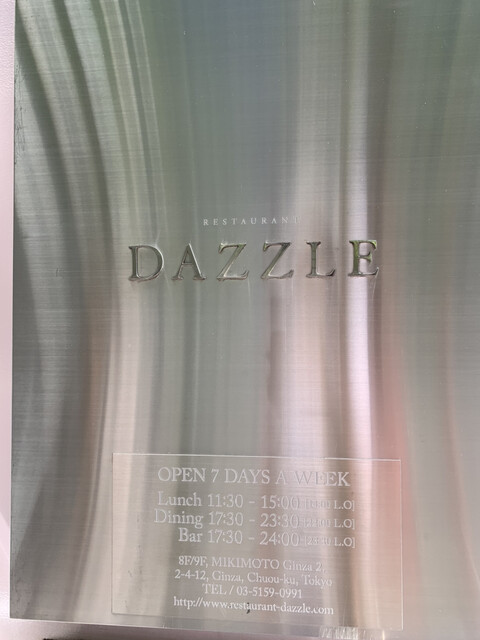 RESTAURANT
DAZZLE
OPEN 7 DAYS A WEEK
Lunch 11:30 - 15:00 L.O]
Dining 17:30 - 23:30 L.O]
Bar 17:30 - 24:00 L.O]
8F/9F, MIKIMOTO Ginza 2,
2-4-12, Ginza, Chuou-ku, Tokyo
TEL / 03-5159-0991
http://www.restaurant-dazzle.com